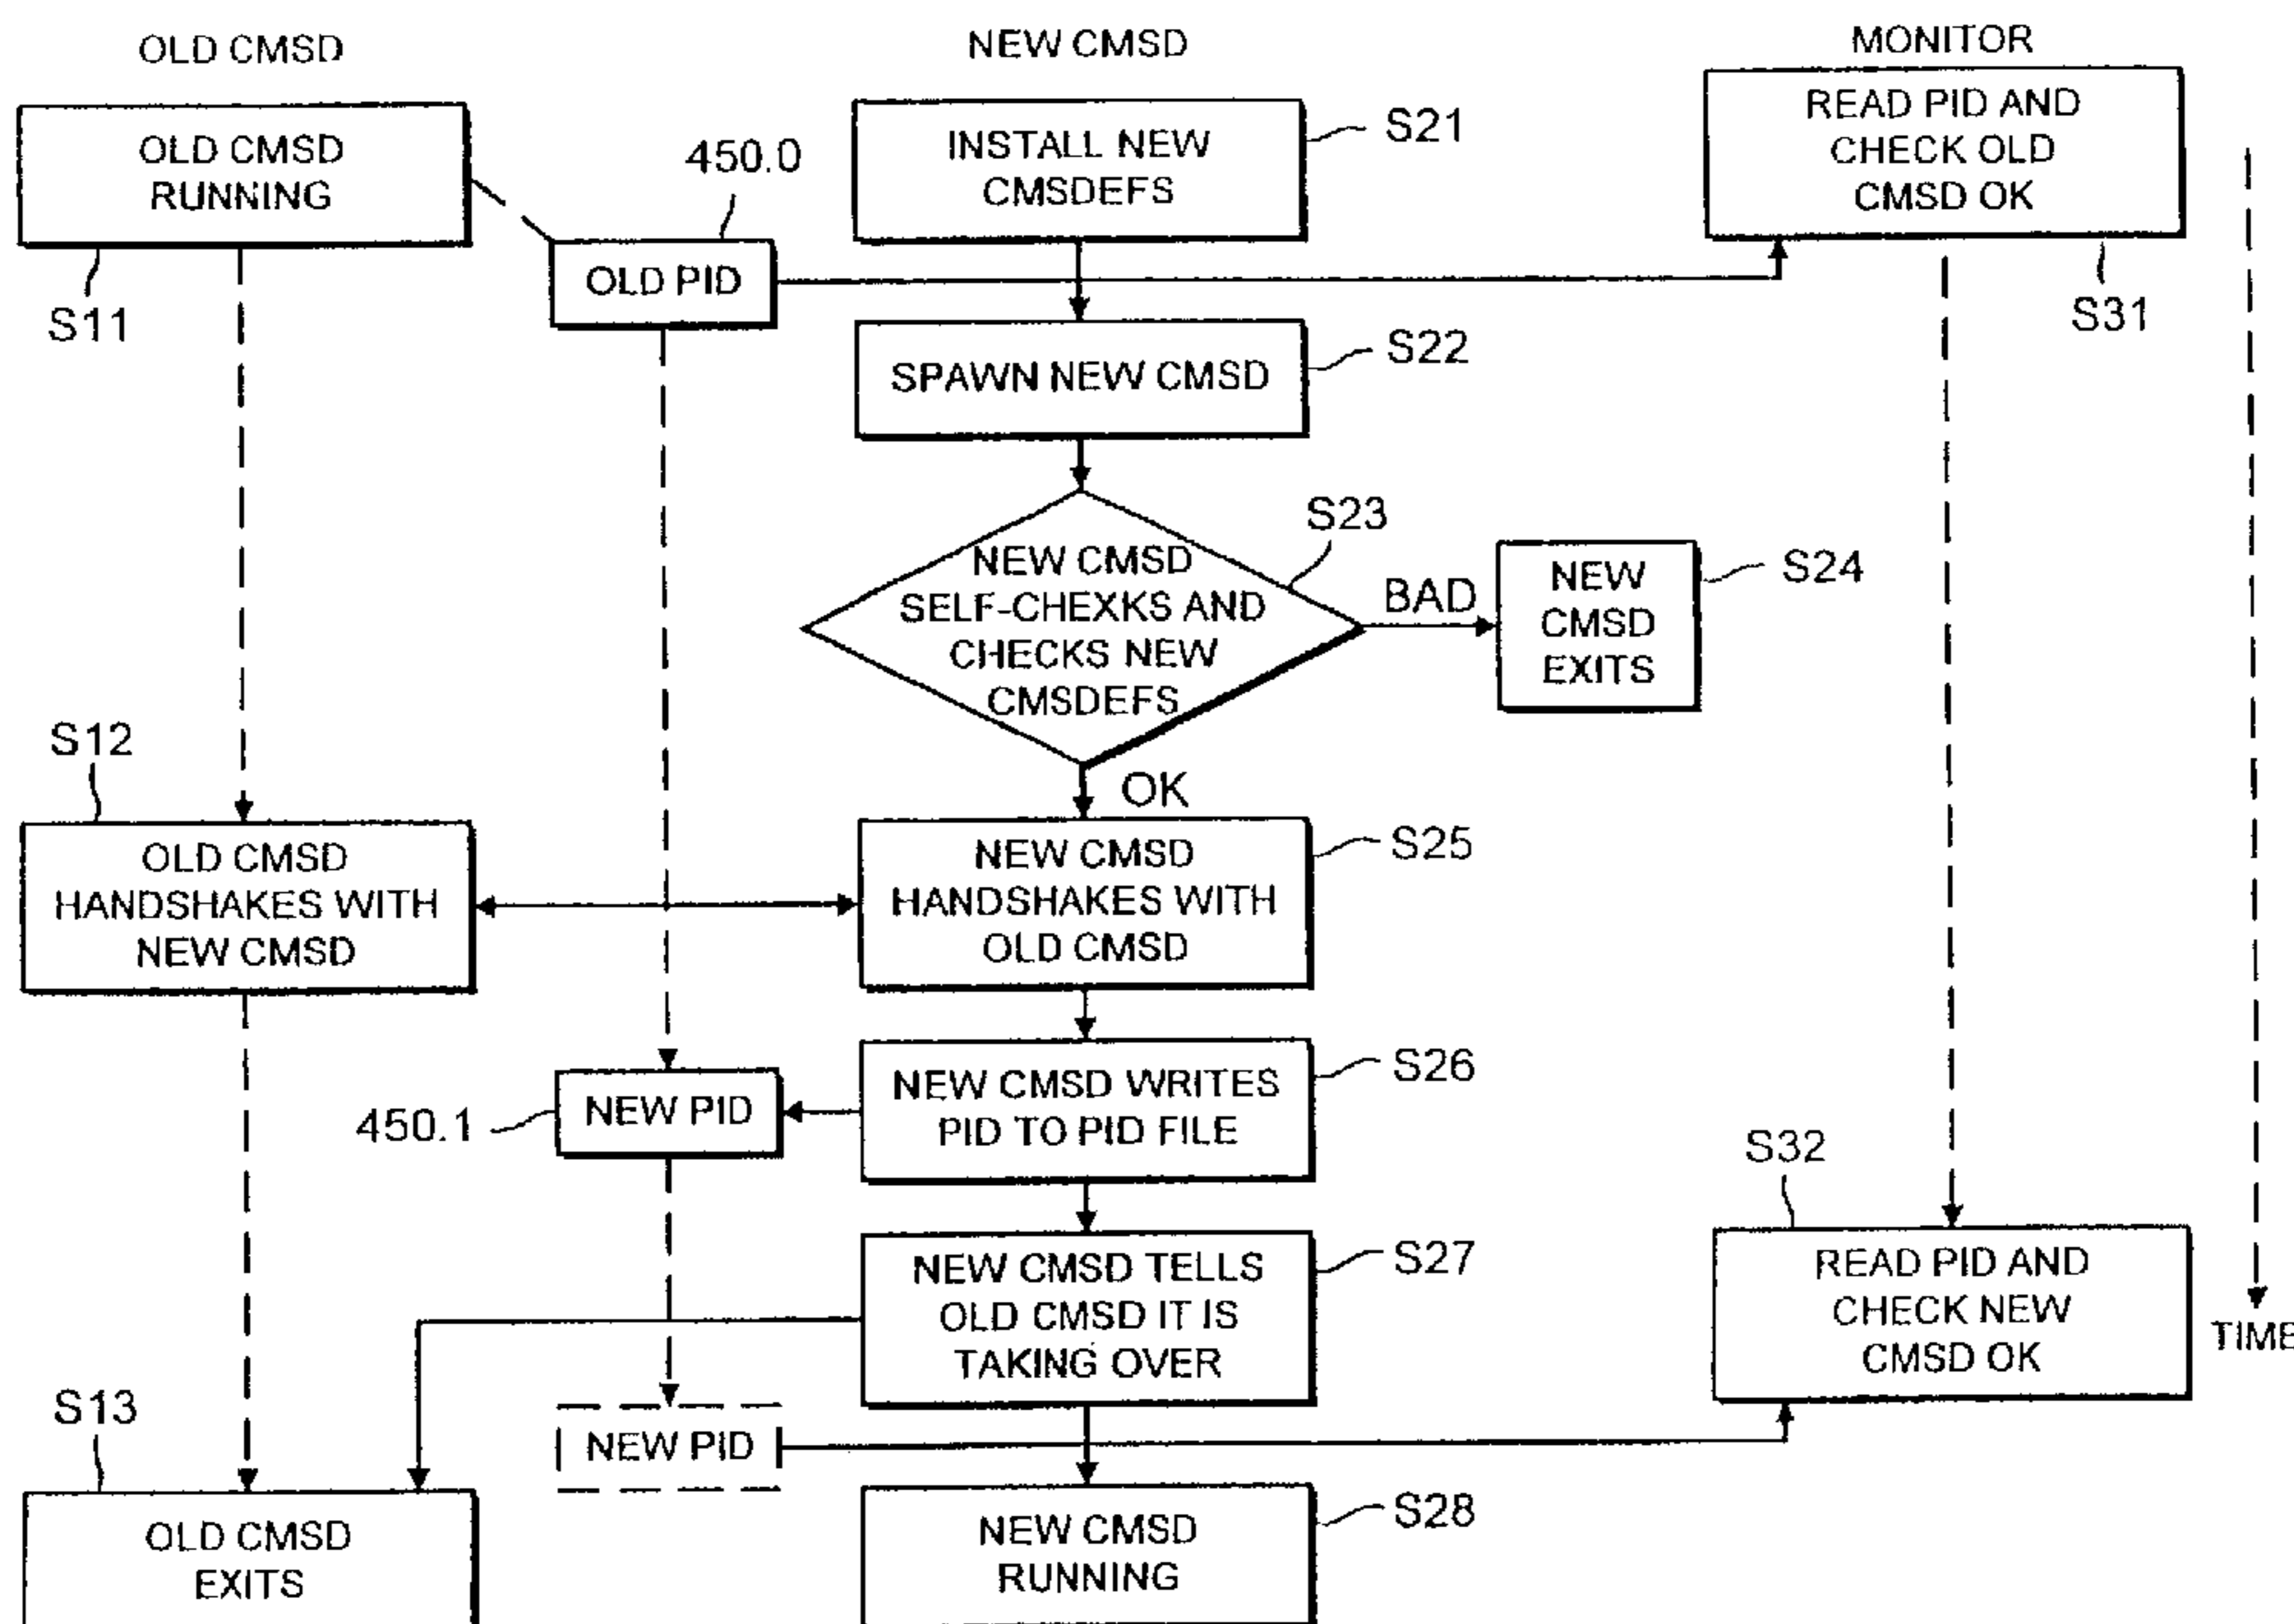 OLD CMSD
NEW CMSD
MONITOR
OLD CMSD
RUNNING
S11
450.0
OLD PID
INSTALL NEW
CMSDEFS
S21
READ PID AND
CHECK OLD
CMSD OK
S31
SPAWN NEW CMSD
S22
NEW CMSD
SELF-CHEXKS AND
CHECKS NEW
CMSDEFS
S23
BAD
NEW
CMSD
EXITS
S24
OK
S12
OLD CMSD
HANDSHAKES WITH
NEW CMSD
NEW CMSD
HANDSHAKES WITH
OLD CMSD
S25
NEW PID
450.1
NEW CMSD WRITES
PID TO PID FILE
S26
NEW CMSD TELLS
OLD CMSD IT IS
TAKING OVER
S27
S32
READ PID AND
CHECK NEW
CMSD OK
TIME
NEW PID
S13
OLD CMSD
EXITS
NEW CMSD
RUNNING
S28